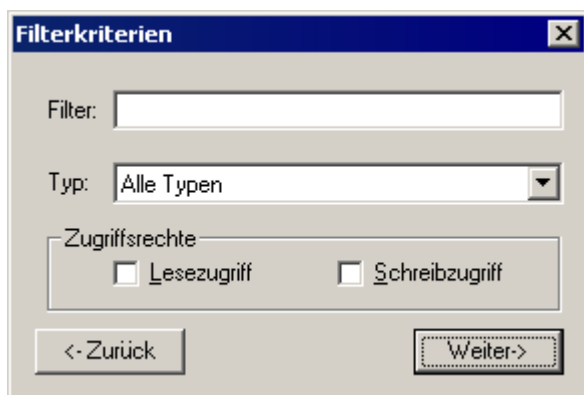 Filterkriterien
Filter:
Typ: Alle Typen
Zugriffsrechte
Lesezugriff Schreibzugriff
<- Zurück Weiter->